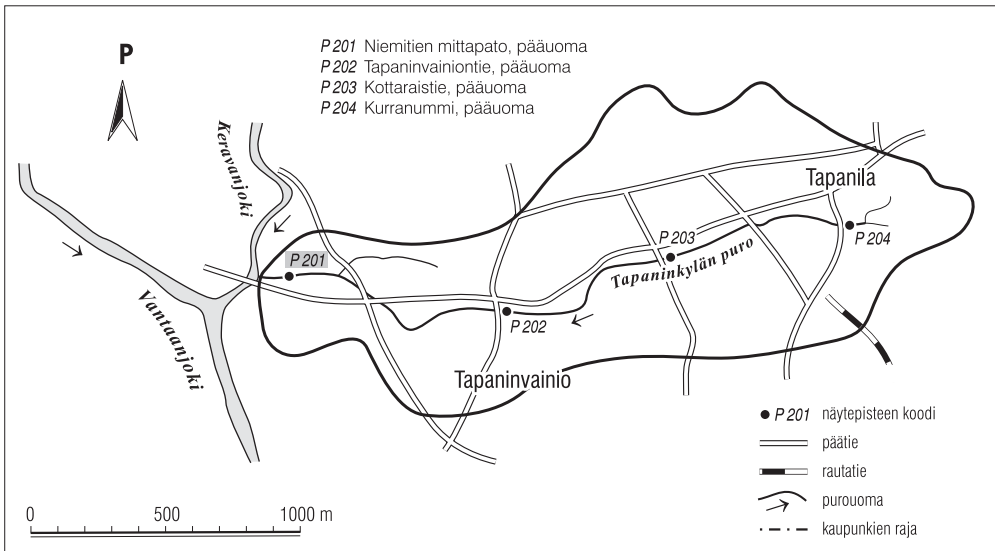 P
P 201 Niemitien mittapato, pääuoma
P 202 Tapaninvainiontie, pääuoma
P 203 Kottaraistie, pääuoma
P 204 Kurranummi, pääuoma
Keravanjoki
Tapanila
P 204
P 203
P 201
Tapaninkylän puro
Vantaanjoki
P 202
Tapaninvainio
P 201 näytepisteen koodi
päätie
rautatie
purouoma
kaupunkien raja
0 500 1000 m